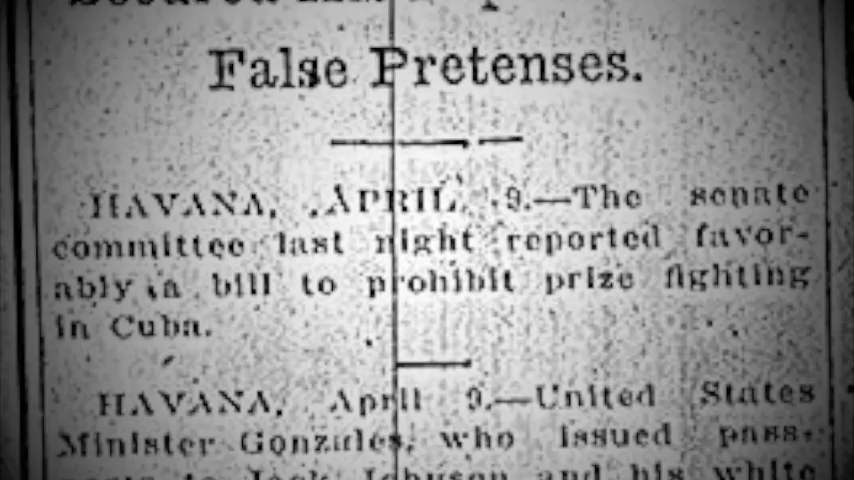 False Pretenses.
HAVANA, APRIL 9.—The senate
committee last night reported favor-
ably a bill to prohibit prize fighting
in Cuba.
HAVANA, April 9.—United States
Minister Gonzales, who issued pass-
to Jack Johnson and his white